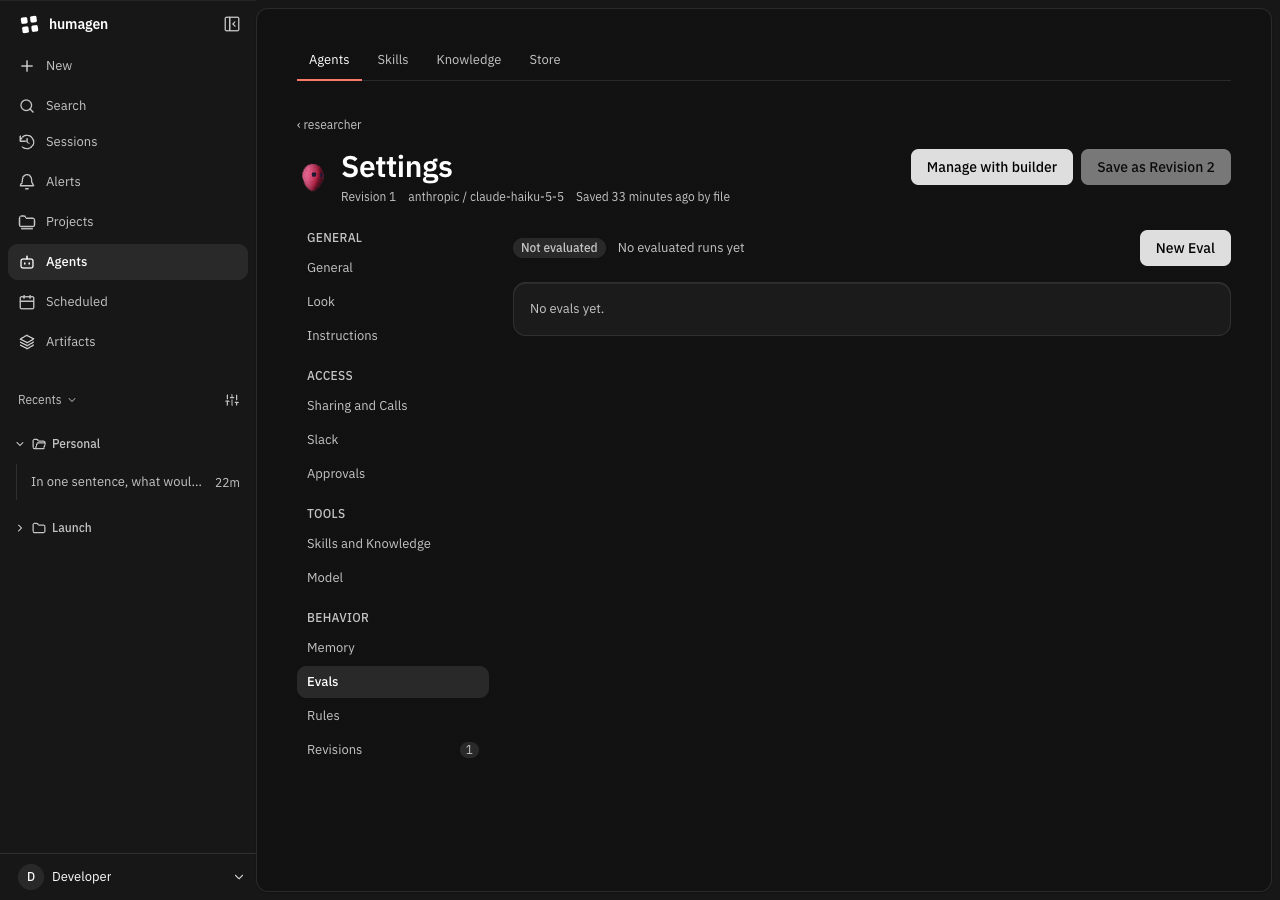 humagen
New
Search
Sessions
Alerts
Projects
Agents
Scheduled
Artifacts
Recents
Personal
In one sentence, what woul... 22m
Launch
D Developer
Agents Skills Knowledge Store
‹ researcher
Settings
Revision 1 anthropic / claude-haiku-5-5 Saved 33 minutes ago by file
Manage with builder Save as Revision 2
GENERAL
General
Look
Instructions
ACCESS
Sharing and Calls
Slack
Approvals
TOOLS
Skills and Knowledge
Model
BEHAVIOR
Memory
Evals
Rules
Revisions 1
Not evaluated No evaluated runs yet New Eval
No evals yet.